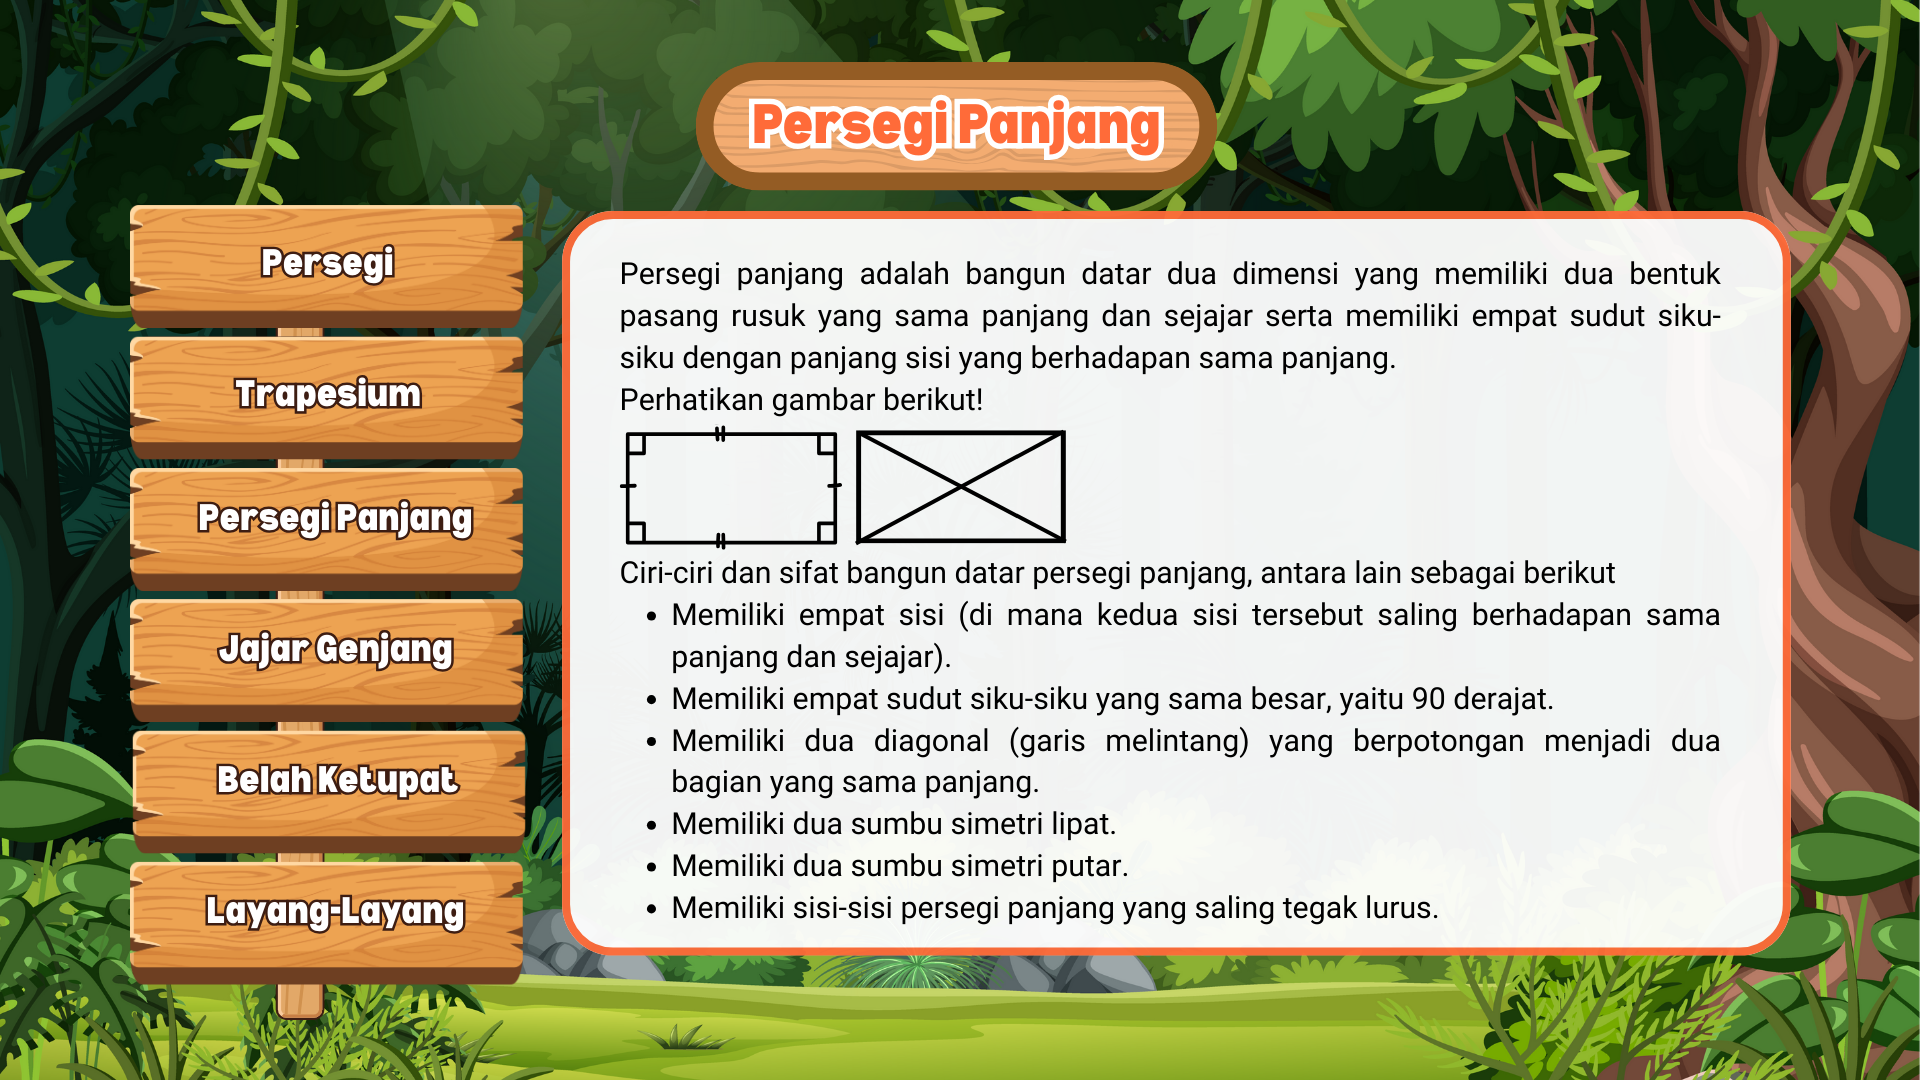 Persegi Panjang
Persegi
Trapesium
Persegi Panjang
Jajar Genjang
Belah Ketupat
Layang-Layang
Persegi panjang adalah bangun datar dua dimensi yang memiliki dua bentuk
pasang rusuk yang sama panjang dan sejajar serta memiliki empat sudut siku-
siku dengan panjang sisi yang berhadapan sama panjang.
Perhatikan gambar berikut!
Ciri-ciri dan sifat bangun datar persegi panjang, antara lain sebagai berikut
• Memiliki empat sisi (di mana kedua sisi tersebut saling berhadapan sama
panjang dan sejajar).
• Memiliki empat sudut siku-siku yang sama besar, yaitu 90 derajat.
• Memiliki dua diagonal (garis melintang) yang berpotongan menjadi dua
bagian yang sama panjang.
• Memiliki dua sumbu simetri lipat.
• Memiliki dua sumbu simetri putar.
• Memiliki sisi-sisi persegi panjang yang saling tegak lurus.